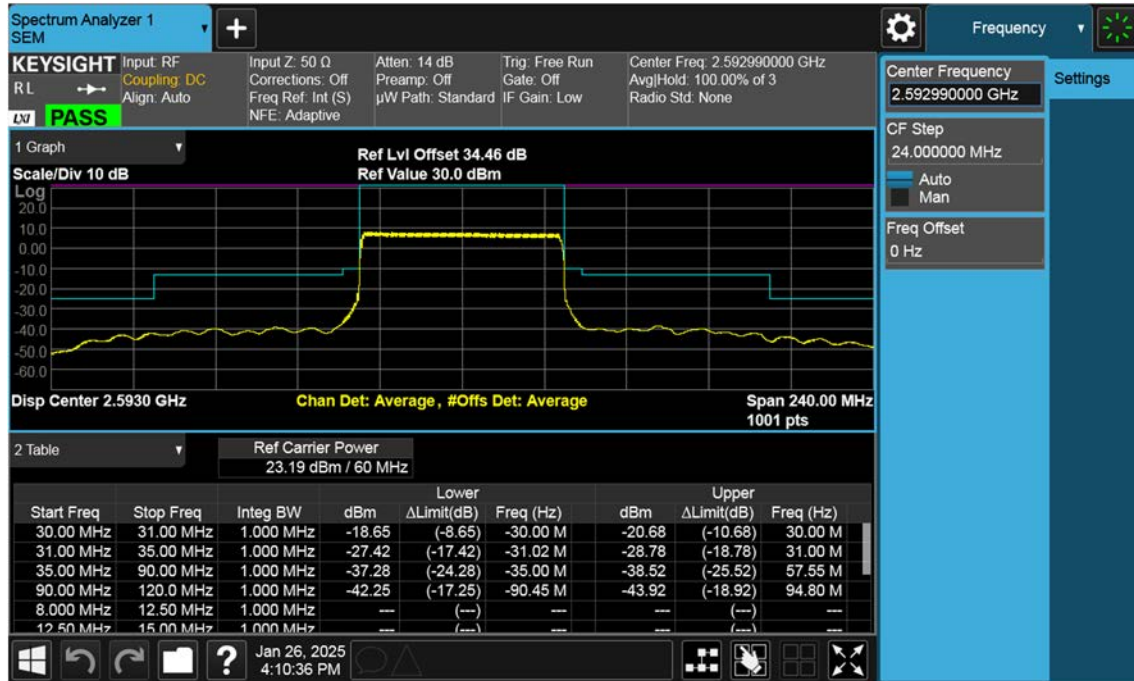 Spectrum Analyzer 1
SEM
Frequency
KEYSIGHT
R L
LXI PASS
Input: RF
Coupling: DC
Align: Auto
Input Z: 50 Ω
Corrections: Off
Freq Ref: Int (S)
NFE: Adaptive
Atten: 14 dB
Preamp: Off
µW Path: Standard
Trig: Free Run
Gate: Off
IF Gain: Low
Center Freq: 2.592990000 GHz
Avg|Hold: 100.00% of 3
Radio Std: None
Center Frequency
2.592990000 GHz
Settings
CF Step
24.000000 MHz
Auto
Man
Freq Offset
0 Hz
1 Graph
Scale/Div 10 dB
Ref Lvl Offset 34.46 dB
Ref Value 30.0 dBm
Log
20.0
10.0
0.00
-10.0
-20.0
-30.0
-40.0
-50.0
-60.0
Disp Center 2.5930 GHz
Chan Det: Average, #Offs Det: Average
Span 240.00 MHz
1001 pts
2 Table
Ref Carrier Power
23.19 dBm / 60 MHz
Lower Upper
Start Freq Stop Freq Integ BW dBm ΔLimit(dB) Freq (Hz) dBm ΔLimit(dB) Freq (Hz)
30.00 MHz 31.00 MHz 1.000 MHz -18.65 (-8.65) -30.00 M -20.68 (-10.68) 30.00 M
31.00 MHz 35.00 MHz 1.000 MHz -27.42 (-17.42) -31.02 M -28.78 (-18.78) 31.00 M
35.00 MHz 90.00 MHz 1.000 MHz -37.28 (-24.28) -35.00 M -38.52 (-25.52) 57.55 M
90.00 MHz 120.0 MHz 1.000 MHz -42.25 (-17.25) -90.45 M -43.92 (-18.92) 94.80 M
8.000 MHz 12.50 MHz 1.000 MHz --- (---) --- --- (---) ---
12.50 MHz 15.00 MHz 1.000 MHz --- (---) --- --- (---) ---
Jan 26, 2025
4:10:36 PM